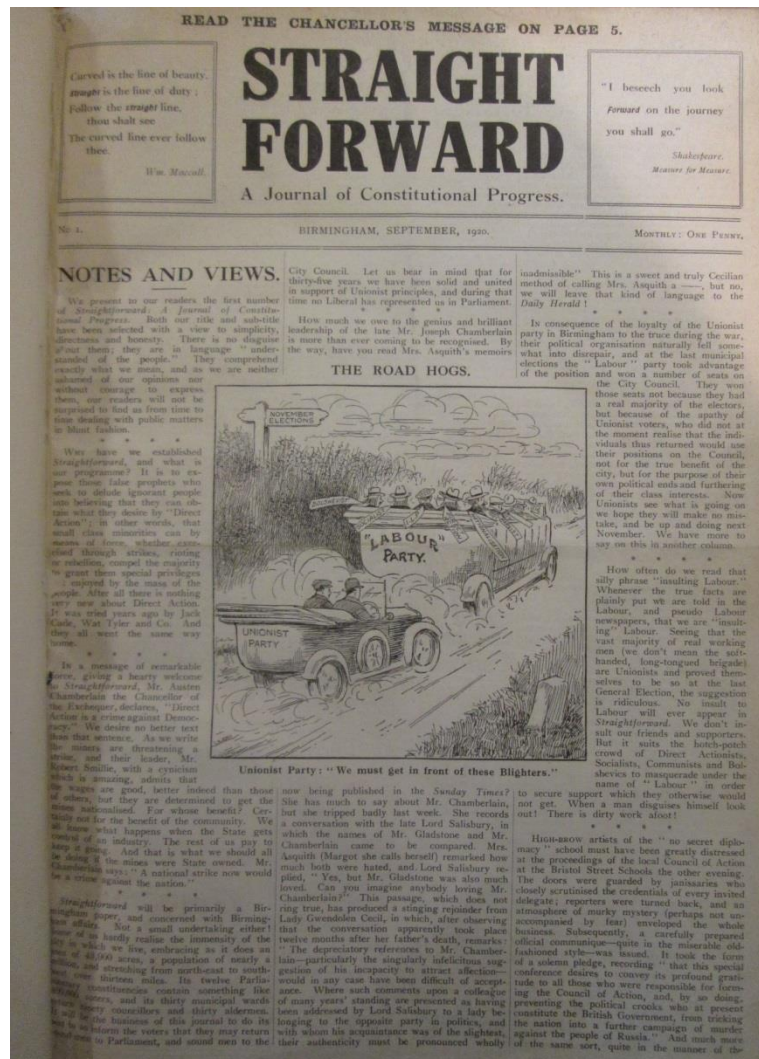 READ THE CHANCELLOR'S MESSAGE ON PAGE 5.
Curved is the line of beauty,
Straight is the line of duty;
Follow the straight line,
thou shalt see
The curved line ever follow
thee.
Wm. Maccall.
STRAIGHT
FORWARD
A Journal of Constitutional Progress.
"I beseech you look
Forward on the journey
you shall go."
Shakespeare.
Measure for Measure.
No 1.
BIRMINGHAM, SEPTEMBER, 1920.
MONTHLY: ONE PENNY.
NOTES AND VIEWS.
We present to our readers the first number
of Straightforward: A Journal of Constitu-
tional Progress. Both our title and sub-title
have been selected with a view to simplicity,
directness and honesty. There is no disguise
about them; they are in language "under-
standed of the people." They comprehend
exactly what we mean, and as we are neither
ashamed of our opinions nor
without courage to express
them, our readers will not be
surprised to find us from time to
time dealing with public matters
in blunt fashion.
* * * *
WHY have we established
Straightforward, and what is
our programme? It is to ex-
pose those false prophets who
seek to delude ignorant people
into believing that they can ob-
tain what they desire by "Direct
Action"; in other words, that
small class minorities can by
means of force, whether exer-
cised through strikes, rioting
or rebellion, compel the majority
to grant them special privileges
enjoyed by the mass of the
people. After all there is nothing
very new about Direct Action.
It was tried years ago by Jack
Cade, Wat Tyler and Co. And
they all went the same way
home.
* * * *
In a message of remarkable
force, giving a hearty welcome
to Straightforward, Mr. Austen
Chamberlain the Chancellor of
the Exchequer, declares, "Direct
Action is a crime against Democ-
racy." We desire no better text
than that sentence. As we write
the miners are threatening a
strike, and their leader, Mr.
Robert Smillie, with a cynicism
which is amazing, admits that
the wages are good, better indeed than those
of others, but they are determined to get the
mines nationalised. For whose benefit? Cer-
tainly not for the benefit of the community. We
all know what happens when the State gets
control of an industry. The rest of us pay to
keep it going. And that is what we should all
be doing if the mines were State owned. Mr.
Chamberlain says: "A national strike now would
be a crime against the nation."
* * * *
Straightforward will be primarily a Bir-
mingham paper, and concerned with Birming-
ham affairs. Not a small undertaking either!
of us hardly realise the immensity of the
city in which we live, embracing as it does an
area of 43,000 acres, a population of nearly a
million, and stretching from north-east to south-
west over thirteen miles. Its twelve Parlia-
mentary constituencies contain something like
voters, and its thirty municipal wards
return ninety councillors and thirty aldermen.
It will be the business of this journal to do its
best to inform the voters that they may return
sound men to Parliament, and sound men to the
City Council. Let us bear in mind that for
thirty-five years we have been solid and united
in support of Unionist principles, and during that
time no Liberal has represented us in Parliament.
* * * *
How much we owe to the genius and brilliant
leadership of the late Mr. Joseph Chamberlain
is more than ever coming to be recognised. By
the way, have you read Mrs. Asquith's memoirs
THE ROAD HOGS.
NOVEMBER
ELECTIONS
"LABOUR"
PARTY.
UNIONIST
PARTY
Unionist Party: "We must get in front of these Blighters."
now being published in the Sunday Times?
She has much to say about Mr. Chamberlain,
but she tripped badly last week. She records
a conversation with the late Lord Salisbury, in
which the names of Mr. Gladstone and Mr.
Chamberlain came to be compared. Mrs.
Asquith (Margot she calls herself) remarked how
much both were hated, and Lord Salisbury re-
plied, "Yes, but Mr. Gladstone was also much
loved. Can you imagine anybody loving Mr.
Chamberlain?" This passage, which does not
ring true, has produced a stinging rejoinder from
Lady Gwendolen Cecil, in which, after observing
that the conversation apparently took place
twelve months after her father's death, remarks:
"The depreciatory references to Mr. Chamber-
lain—particularly the singularly infelicitous sug-
gestion of his incapacity to attract affection—
would in any case have been difficult of accept-
ance. Where such comments upon a colleague
of many years' standing are presented as having
been addressed by Lord Salisbury to a lady be-
longing to the opposite party in politics, and
with whom his acquaintance was of the slightest,
their authenticity must be pronounced wholly
inadmissible" This is a sweet and truly Cecilian
method of calling Mrs. Asquith a ——, but no,
we will leave that kind of language to the
Daily Herald!
* * * *
In consequence of the loyalty of the Unionist
party in Birmingham to the truce during the war,
their political organisation naturally fell some-
what into disrepair, and at the last municipal
elections the "Labour" party took advantage
of the position and won a number of seats on
the City Council. They won
those seats not because they had
a real majority of the electors,
but because of the apathy of
Unionist voters, who did not at
the moment realise that the indi-
viduals thus returned would use
their positions on the Council,
not for the true benefit of the
city, but for the purpose of their
own political ends and furthering
of their class interests. Now
Unionists see what is going on
we hope they will make no mis-
take, and be up and doing next
November. We have more to
say on this in another column.
* * * *
How often do we read that
silly phrase "insulting Labour."
Whenever the true facts are
plainly put we are told in the
Labour, and pseudo Labour
newspapers, that we are "insult-
ing" Labour. Seeing that the
vast majority of real working
men (we don't mean the soft-
handed, long-tongued brigade)
are Unionists and proved them-
selves to be so at the last
General Election, the suggestion
is ridiculous. No insult to
Labour will ever appear in
Straightforward. We don't in-
sult our friends and supporters.
But it suits the hotch-potch
crowd of Direct Actionists,
Socialists, Communists and Bol-
shevics to masquerade under the
name of "Labour" in order
to secure support which they otherwise would
not get. When a man disguises himself look
out! There is dirty work afoot!
* * * *
HIGH-BROW artists of the "no secret diplo-
macy" school must have been greatly distressed
at the proceedings of the local Council of Action
at the Bristol Street Schools the other evening.
The doors were guarded by janissaries who
closely scrutinised the credentials of every invited
delegate; reporters were turned back, and an
atmosphere of murky mystery (perhaps not un-
accompanied by fear) enveloped the whole
business. Subsequently, a carefully prepared
official communique—quite in the miserable old-
fashioned style—was issued. It took the form
of a solemn pledge, recording "that this special
conference desires to convey its profound grati-
tude to all those who were responsible for form-
ing the Council of Action, and, by so doing,
preventing the political crooks who at present
constitute the British Government, from tricking
the nation into a further campaign of murder
against the people of Russia." And much more
of the same sort, quite in the manner of the